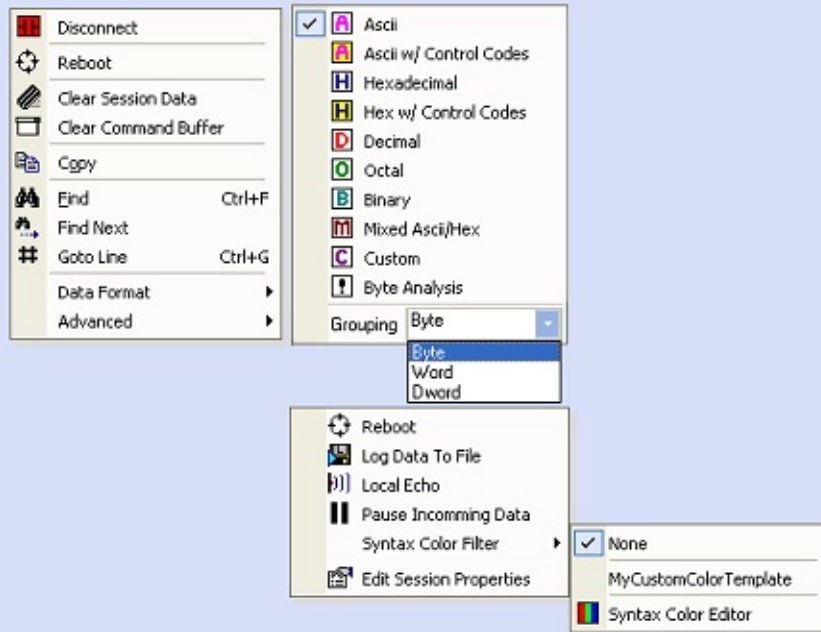 Disconnect
Reboot
Clear Session Data
Clear Command Buffer
Copy
Find Ctrl+F
Find Next
Goto Line Ctrl+G
Data Format
Advanced
A Ascii
A Ascii w/ Control Codes
H Hexadecimal
H Hex w/ Control Codes
D Decimal
O Octal
B Binary
M Mixed Ascii/Hex
C Custom
! Byte Analysis
Grouping Byte
Byte
Word
Dword
Reboot
Log Data To File
Local Echo
Pause Incomming Data
Syntax Color Filter
Edit Session Properties
None
MyCustomColorTemplate
Syntax Color Editor